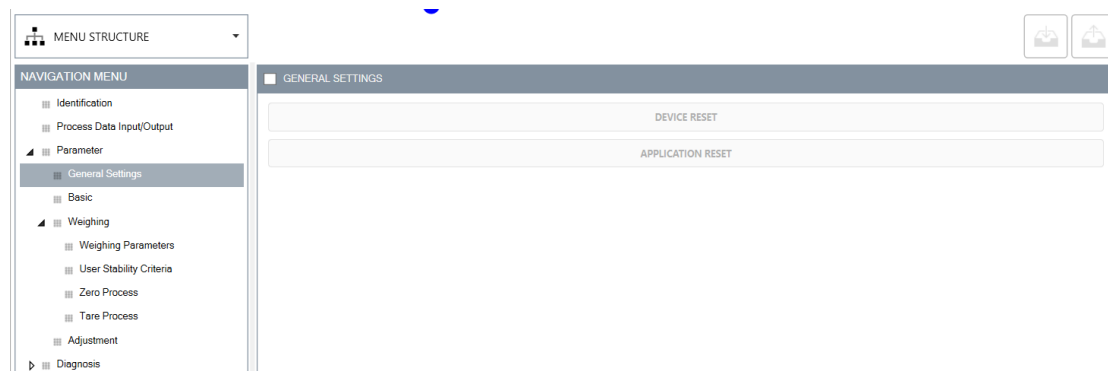 MENU STRUCTURE
NAVIGATION MENU
Identification
Process Data Input/Output
Parameter
General Settings
Basic
Weighing
Weighing Parameters
User Stability Criteria
Zero Process
Tare Process
Adjustment
Diagnosis
GENERAL SETTINGS
DEVICE RESET
APPLICATION RESET